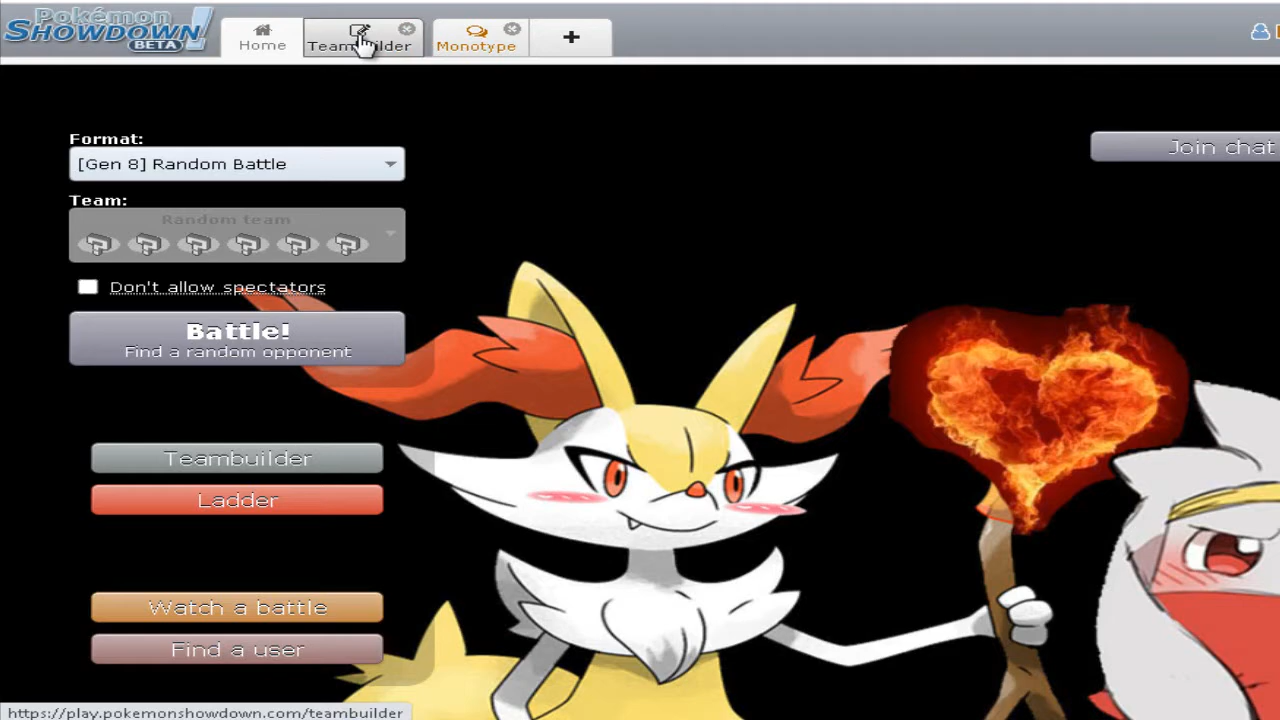 Pokémon
SHOWDOWN!
BETA
Home
Teambuilder
Monotype
+
Format:
[Gen 8] Random Battle
Join chat
Team:
Random team
Don't allow spectators
Battle!
Find a random opponent
Teambuilder
Ladder
Watch a battle
Find a user
https://play.pokemonshowdown.com/teambuilder